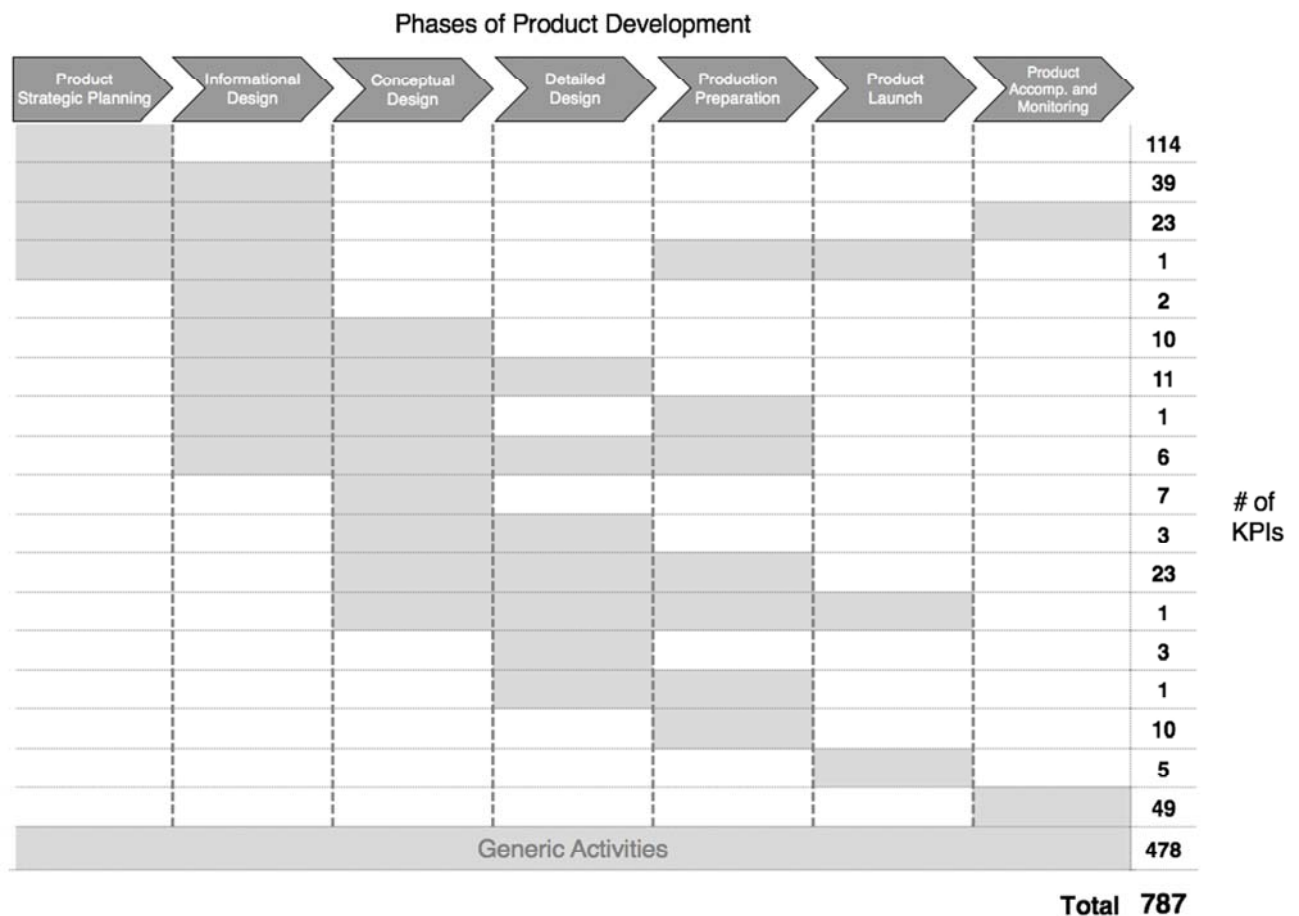 Phases of Product Development
Product
Strategic Planning
Informational
Design
Conceptual
Design
Detailed
Design
Production
Preparation
Product
Launch
Product
Accomp. and
Monitoring
114
39
23
1
2
10
11
1
6
7
3
23
1
3
1
10
5
49
Generic Activities 478
# of
KPIs
Total 787